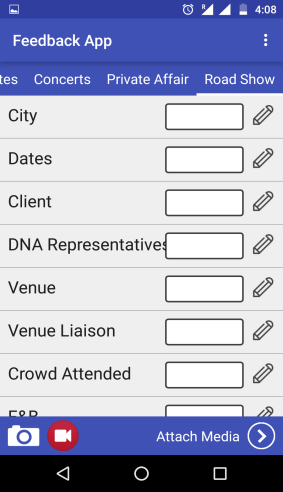 R 4:08
Feedback App
tes Concerts Private Affair Road Show
City
Dates
Client
DNA Representatives
Venue
Venue Liaison
Crowd Attended
F&B
Attach Media